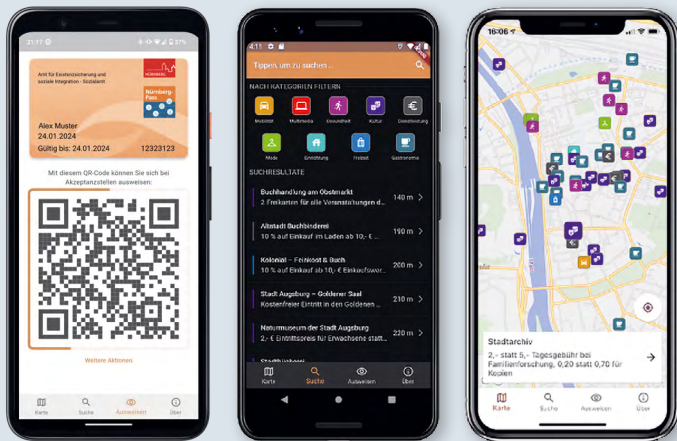 21:17
37%
Amt für Existenzsicherung und
soziale Integration - Sozialamt
NÜRNBERG
Nürnberg-
Pass
Alex Muster
24.01.2024
Gültig bis: 24.01.2024
12323123
Mit diesem QR-Code können Sie sich bei
Akzeptanzstellen ausweisen:
Weitere Aktionen
Karte
Suche
Ausweisen
Über
4:11
Tippen, um zu suchen ...
NACH KATEGORIEN FILTERN
Mobilität
Multimedia
Gesundheit
Kultur
Dienstleistung
Mode
Einrichtung
Freizeit
Gastronomie
SUCHRESULTATE
Buchhandlung am Obstmarkt
2 Freikarten für alle Veranstaltungen d...
140 m
Altstadt Buchbinderei
10 % auf Einkauf im Laden ab 10,- € ...
190 m
Kolonial – Feinkost & Buch
10 % auf Einkauf ab 10,- € Einkaufswer...
200 m
Stadt Augsburg – Goldener Saal
Kostenfreier Eintritt in den Goldenen ...
210 m
Naturmuseum der Stadt Augsburg
2,- € Eintrittspreis für Erwachsene statt...
220 m
Karte
Suche
Ausweisen
Über
16:06
Stadtarchiv
2,- statt 5,- Tagesgebühr bei
Familienforschung, 0,20 statt 0,70 für
Kopien
Karte
Suche
Ausweisen
Über